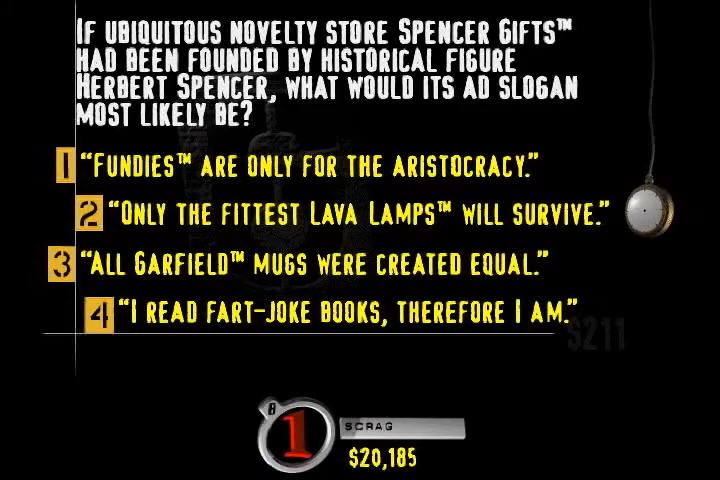 If ubiquitous novelty store Spencer Gifts™
had been founded by historical figure
Herbert Spencer, what would its ad slogan
most likely be?
1 “Fundies™ are only for the aristocracy.”
2 “Only the fittest Lava Lamps™ will survive.”
3 “All Garfield™ mugs were created equal.”
4 “I read fart-joke books, therefore I am.”
$211
B
1 SCRAG
$20,185